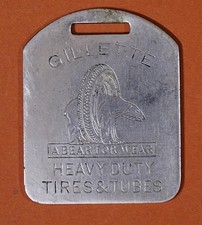 GILLETTE
A BEAR FOR WEAR
HEAVY DUTY
TIRES & TUBES